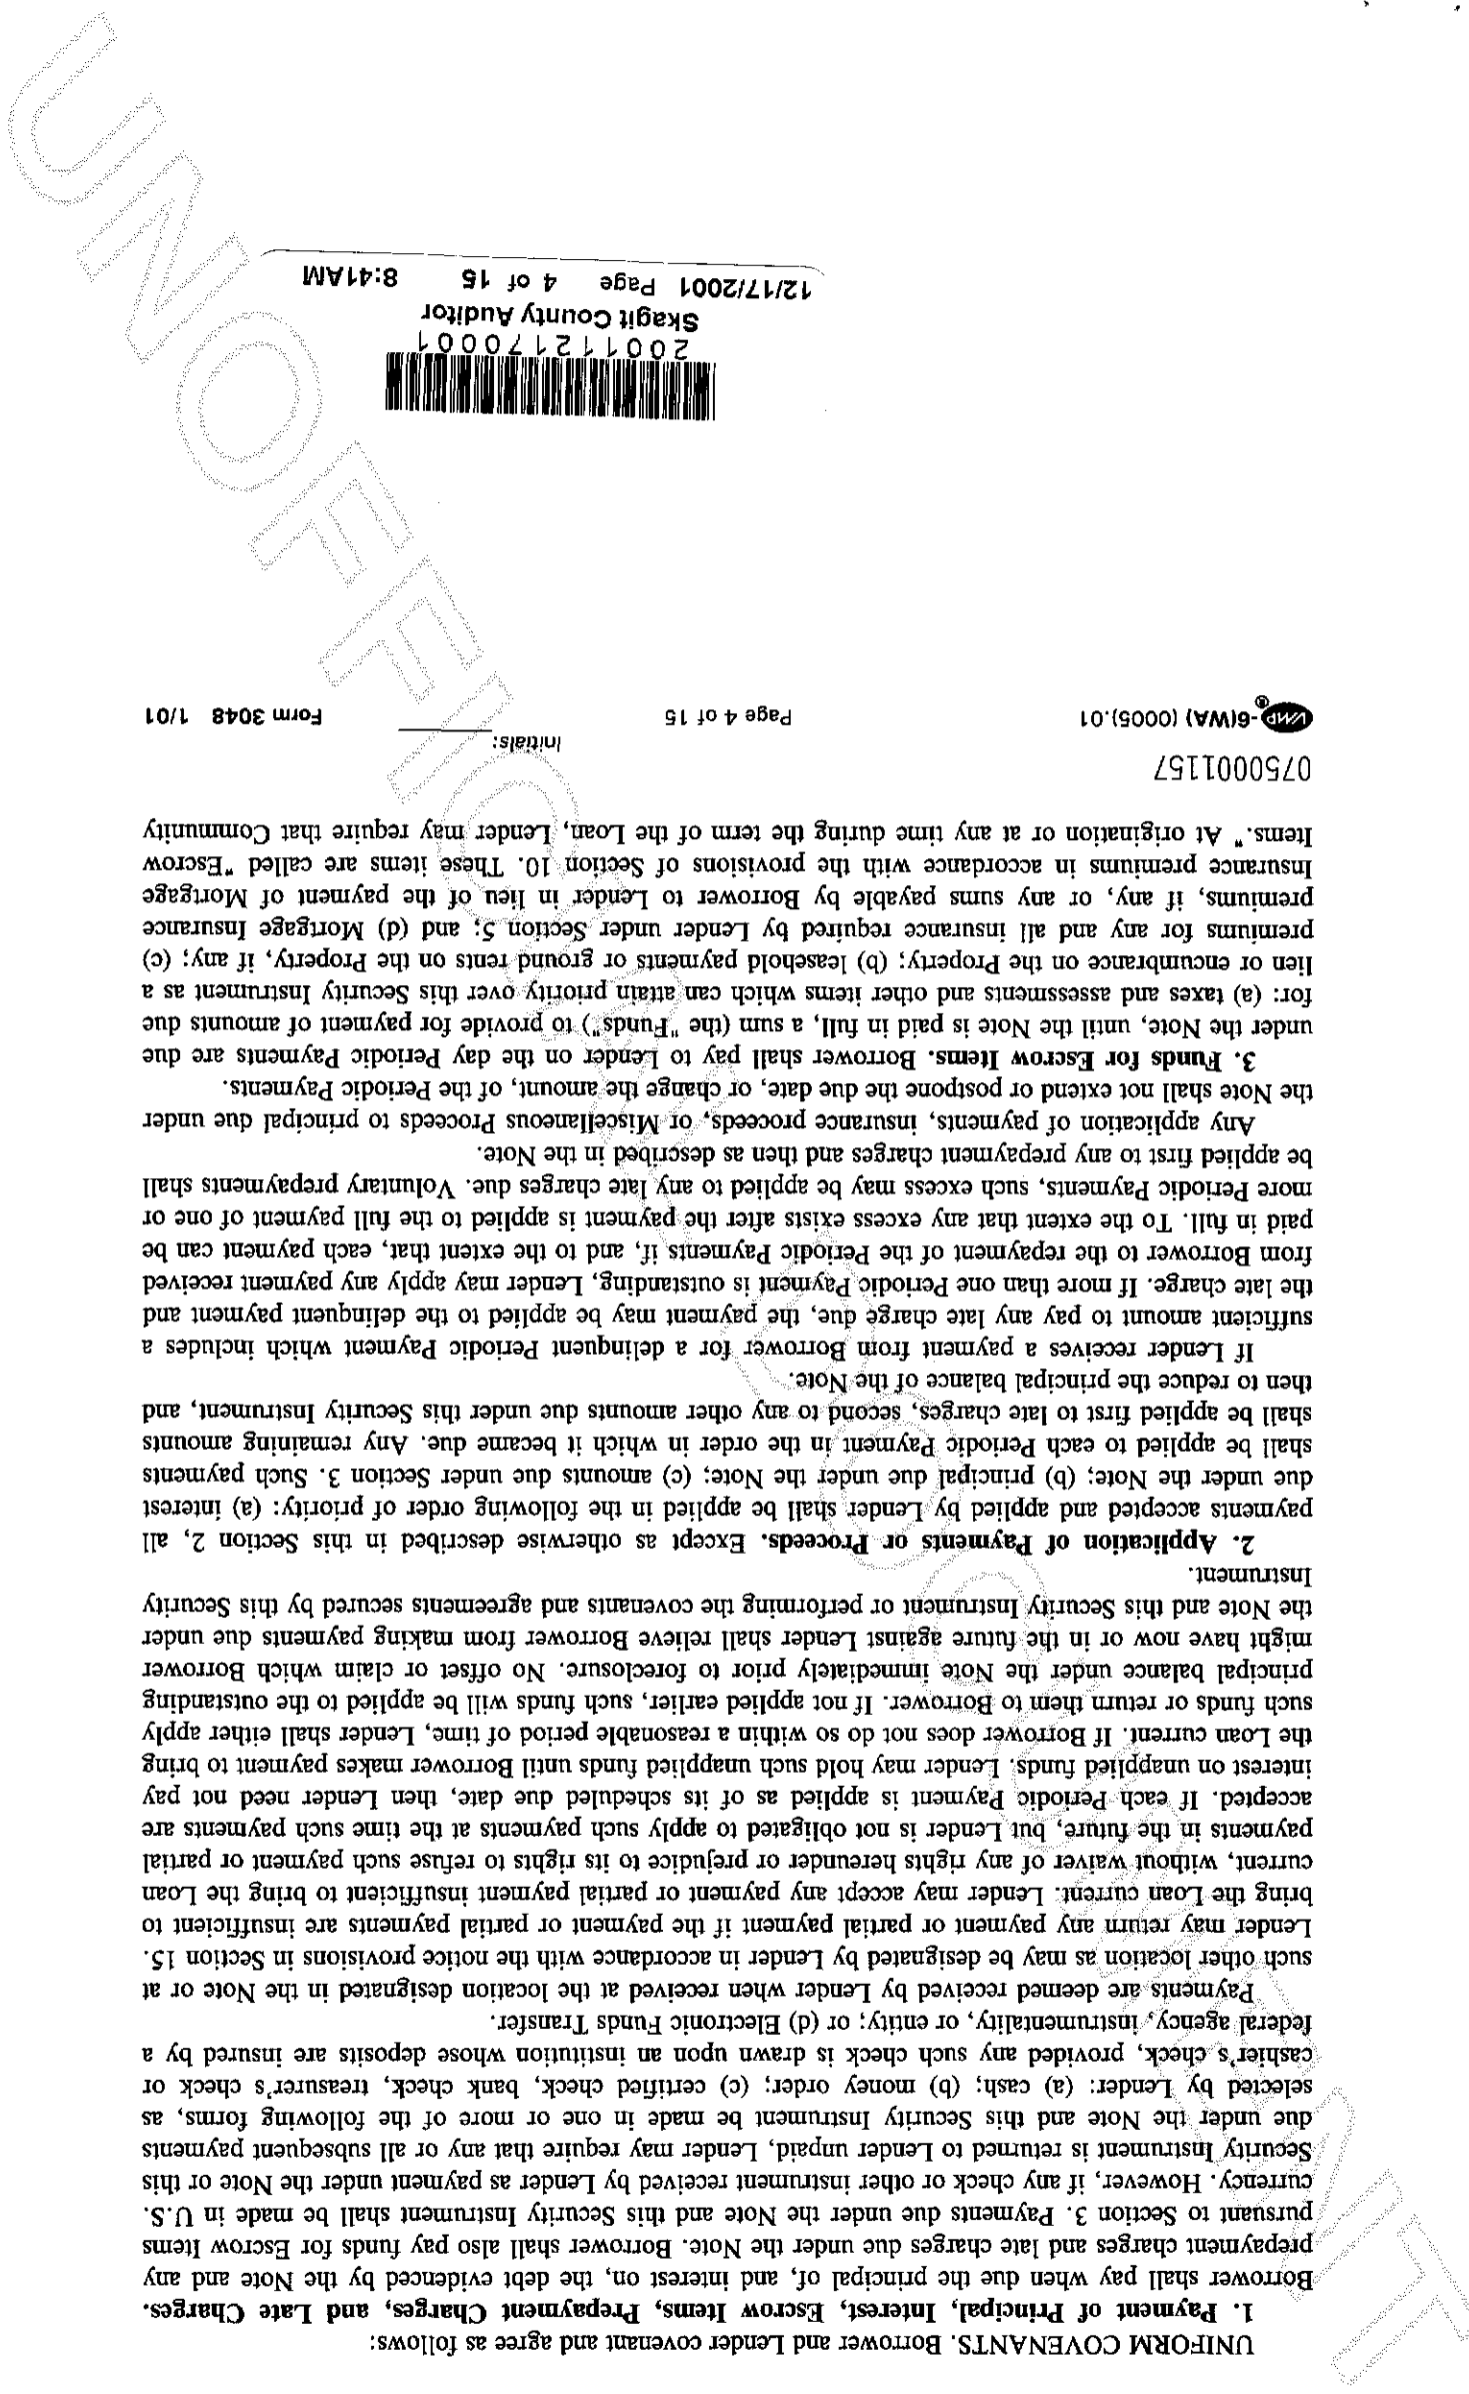 UNIFORM COVENANTS. Borrower and Lender covenant and agree as follows:
1. Payment of Principal, Interest, Escrow Items, Prepayment Charges, and Late Charges.
Borrower shall pay when due the principal of, and interest on, the debt evidenced by the Note and any
prepayment charges and late charges due under the Note. Borrower shall also pay funds for Escrow Items
pursuant to Section 3. Payments due under the Note and this Security Instrument shall be made in U.S.
currency. However, if any check or other instrument received by Lender as payment under the Note or this
Security Instrument is returned to Lender unpaid, Lender may require that any or all subsequent payments
due under the Note and this Security Instrument be made in one or more of the following forms, as
selected by Lender: (a) cash; (b) money order; (c) certified check, bank check, treasurer's check or
cashier's check, provided any such check is drawn upon an institution whose deposits are insured by a
federal agency, instrumentality, or entity; or (d) Electronic Funds Transfer.
Payments are deemed received by Lender when received at the location designated in the Note or at
such other location as may be designated by Lender in accordance with the notice provisions in Section 15.
Lender may return any payment or partial payment if the payment or partial payments are insufficient to
bring the Loan current. Lender may accept any payment or partial payment insufficient to bring the Loan
current, without waiver of any rights hereunder or prejudice to its rights to refuse such payment or partial
payments in the future, but Lender is not obligated to apply such payments at the time such payments are
accepted. If each Periodic Payment is applied as of its scheduled due date, then Lender need not pay
interest on unapplied funds. Lender may hold such unapplied funds until Borrower makes payment to bring
the Loan current. If Borrower does not do so within a reasonable period of time, Lender shall either apply
such funds or return them to Borrower. If not applied earlier, such funds will be applied to the outstanding
principal balance under the Note immediately prior to foreclosure. No offset or claim which Borrower
might have now or in the future against Lender shall relieve Borrower from making payments due under
the Note and this Security Instrument or performing the covenants and agreements secured by this Security
Instrument.
2. Application of Payments or Proceeds. Except as otherwise described in this Section 2, all
payments accepted and applied by Lender shall be applied in the following order of priority: (a) interest
due under the Note; (b) principal due under the Note; (c) amounts due under Section 3. Such payments
shall be applied to each Periodic Payment in the order in which it became due. Any remaining amounts
shall be applied first to late charges, second to any other amounts due under this Security Instrument, and
then to reduce the principal balance of the Note.
If Lender receives a payment from Borrower for a delinquent Periodic Payment which includes a
sufficient amount to pay any late charge due, the payment may be applied to the delinquent payment and
the late charge. If more than one Periodic Payment is outstanding, Lender may apply any payment received
from Borrower to the repayment of the Periodic Payments if, and to the extent that, each payment can be
paid in full. To the extent that any excess exists after the payment is applied to the full payment of one or
more Periodic Payments, such excess may be applied to any late charges due. Voluntary prepayments shall
be applied first to any prepayment charges and then as described in the Note.
Any application of payments, insurance proceeds, or Miscellaneous Proceeds to principal due under
the Note shall not extend or postpone the due date, or change the amount, of the Periodic Payments.
3. Funds for Escrow Items. Borrower shall pay to Lender on the day Periodic Payments are due
under the Note, until the Note is paid in full, a sum (the "Funds") to provide for payment of amounts due
for: (a) taxes and assessments and other items which can attain priority over this Security Instrument as a
lien or encumbrance on the Property; (b) leasehold payments or ground rents on the Property, if any; (c)
premiums for any and all insurance required by Lender under Section 5; and (d) Mortgage Insurance
premiums, if any, or any sums payable by Borrower to Lender in lieu of the payment of Mortgage
Insurance premiums in accordance with the provisions of Section 10. These items are called "Escrow
Items." At origination or at any time during the term of the Loan, Lender may require that Community
0750001157
Initials:
VMP®-6(WA) (0005).01 Page 4 of 15 Form 3048 1/01
200112170001
Skagit County Auditor
12/17/2001 Page 4 of 15 8:41AM
UNOFFICIAL DOCUMENT